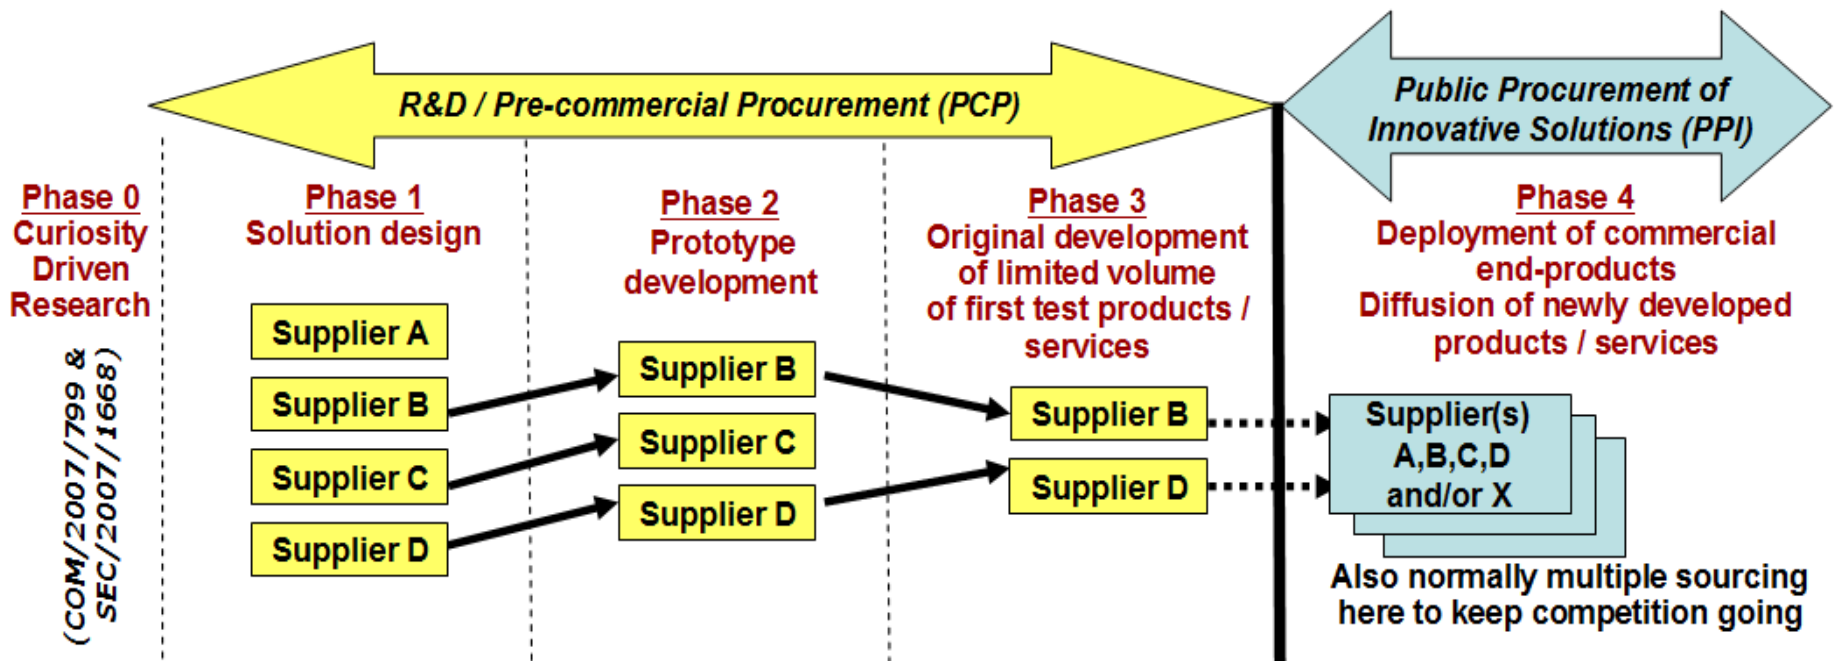 R&D / Pre-commercial Procurement (PCP)
Public Procurement of
Innovative Solutions (PPI)
Phase 0
Curiosity
Driven
Research
(COM/2007/799 &
SEC/2007/1668)
Phase 1
Solution design
Supplier A
Supplier B
Supplier C
Supplier D
Phase 2
Prototype
development
Supplier B
Supplier C
Supplier D
Phase 3
Original development
of limited volume
of first test products /
services
Supplier B
Supplier D
Phase 4
Deployment of commercial
end-products
Diffusion of newly developed
products / services
Supplier(s)
A,B,C,D
and/or X
Also normally multiple sourcing
here to keep competition going